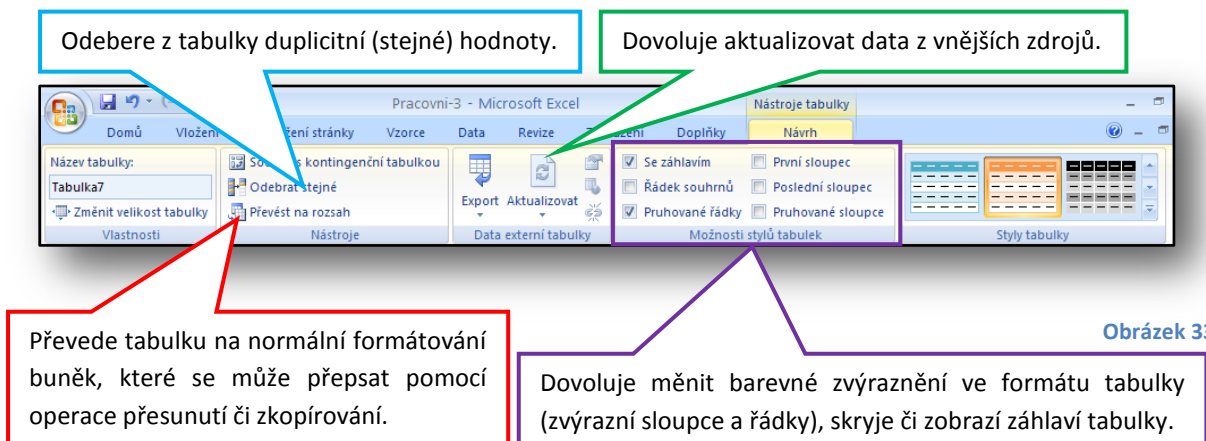 Odebere z tabulky duplicitní (stejné) hodnoty.
Dovoluje aktualizovat data z vnějších zdrojů.
Pracovni-3 - Microsoft Excel
Nástroje tabulky
Domů Vložení stránky Vzorce Data Revize Doplňky Návrh
Název tabulky:
Tabulka7
Změnit velikost tabulky
Vlastnosti
s kontingenční tabulkou
Odebrat stejné
Převést na rozsah
Nástroje
Export Aktualizovat
Data externí tabulky
Se záhlavím První sloupec
Řádek souhrnů Poslední sloupec
Pruhované řádky Pruhované sloupce
Možnosti stylů tabulek
Styly tabulky
Převede tabulku na normální formátování
buněk, které se může přepsat pomocí
operace přesunutí či zkopírování.
Obrázek 33
Dovoluje měnit barevné zvýraznění ve formátu tabulky
(zvýrazní sloupce a řádky), skryje či zobrazí záhlaví tabulky.